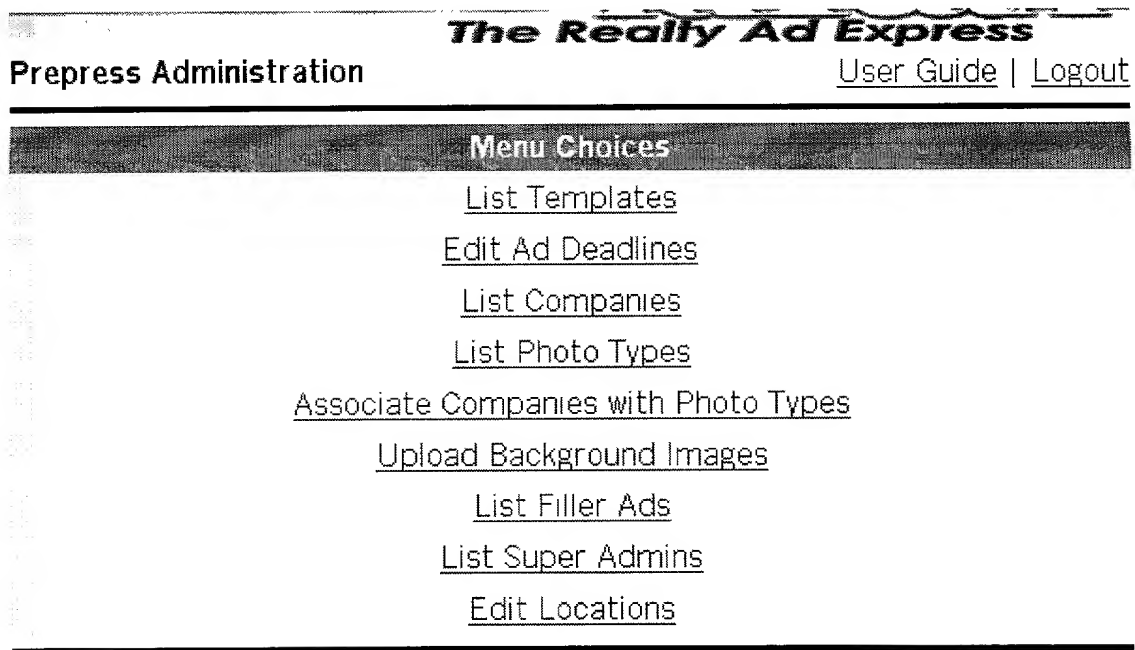 The Realty Ad Express
Prepress Administration
User Guide | Logout
Menu Choices
List Templates
Edit Ad Deadlines
List Companies
List Photo Types
Associate Companies with Photo Types
Upload Background Images
List Filler Ads
List Super Admins
Edit Locations